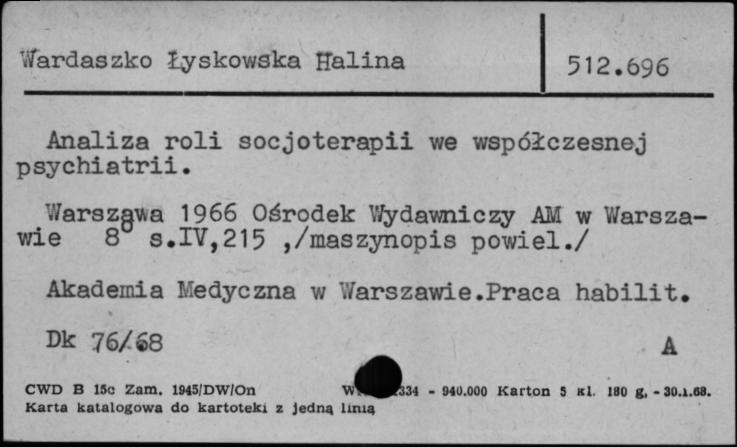 Wardaszko Łyskowska Halina
512.696
Analiza roli socjoterapii we współczesnej
psychiatrii.
Warszawa 1966 Ośrodek Wydawniczy AM w Warsza-
wie 8° s.IV,215 ,/maszynopis powiel./
Akademia Medyczna w Warszawie.Praca habilit.
Dk 76/68 A
CWD B 15c Zam. 1945/DW/On 334 - 940.000 Karton 5 kl. 180 g. - 30.1.68.
Karta katalogowa do kartoteki z jedną linią